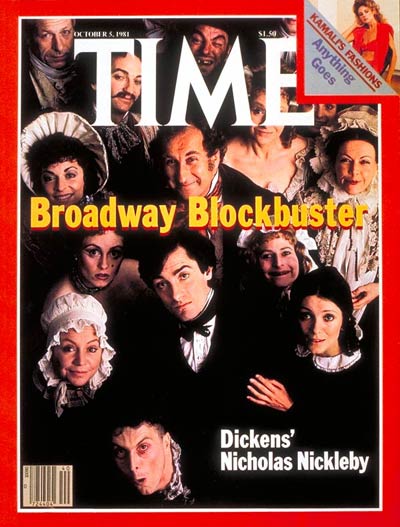 OCTOBER 5, 1981
$1.50
TIME
KAMALI'S FASHIONS
Anything
Goes
Broadway Blockbuster
Dickens'
Nicholas Nickleby